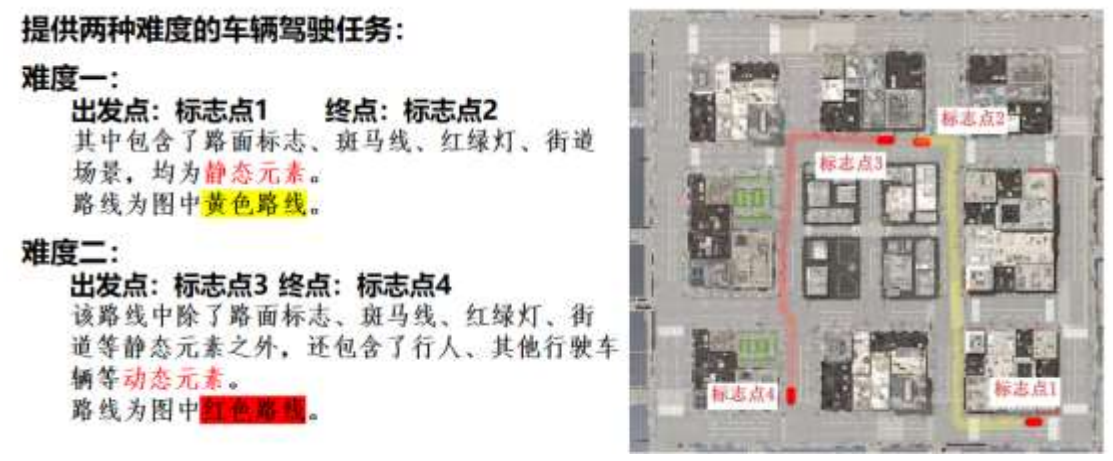 提供两种难度的车辆驾驶任务：
难度一：
出发点：标志点1 终点：标志点2
其中包含了路面标志、斑马线、红绿灯、街道
场景，均为静态元素。
路线为图中黄色路线。
难度二：
出发点：标志点3 终点：标志点4
该路线中除了路面标志、斑马线、红绿灯、街
道等静态元素之外，还包含了行人、其他行驶车
辆等动态元素。
路线为图中红色路线。
标志点2
标志点3
标志点4
标志点1